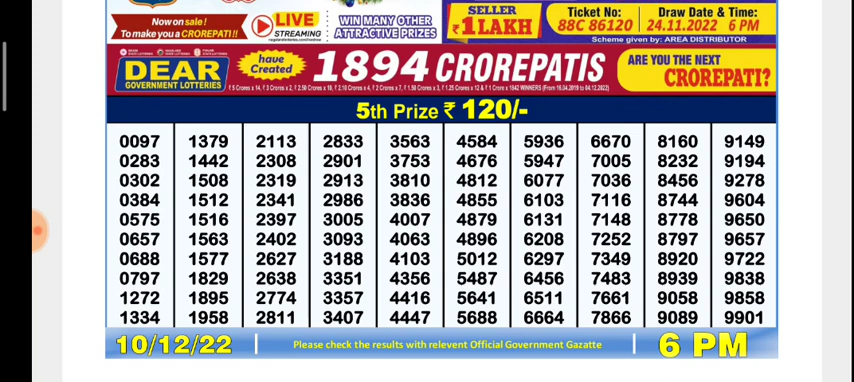 Now on sale !
To make you a CROREPATI!!
LIVE
STREAMING
WIN MANY OTHER
ATTRACTIVE PRIZES
SELLER
₹1 LAKH
Ticket No:
88C 86120
Draw Date & Time:
24.11.2022 6 PM
Scheme given by: AREA DISTRIBUTOR
DEAR
GOVERNMENT LOTTERIES
have
Created
1894 CROREPATIS
ARE YOU THE NEXT
CROREPATI?
5th Prize ₹ 120/-
0097 1379 2113 2833 3563 4584 5936 6670 8160 9149
0283 1442 2308 2901 3753 4676 5947 7005 8232 9194
0302 1508 2319 2913 3810 4812 6077 7036 8456 9278
0384 1512 2341 2986 3836 4855 6103 7116 8744 9604
0575 1516 2397 3005 4007 4879 6131 7148 8778 9650
0657 1563 2402 3093 4063 4896 6208 7252 8797 9657
0688 1577 2627 3188 4103 5012 6297 7349 8920 9722
0797 1829 2638 3351 4356 5487 6456 7483 8939 9838
1272 1895 2774 3357 4416 5641 6511 7661 9058 9858
1334 1958 2811 3407 4447 5688 6664 7866 9089 9901
10/12/22
Please check the results with relevent Official Government Gazatte
6 PM